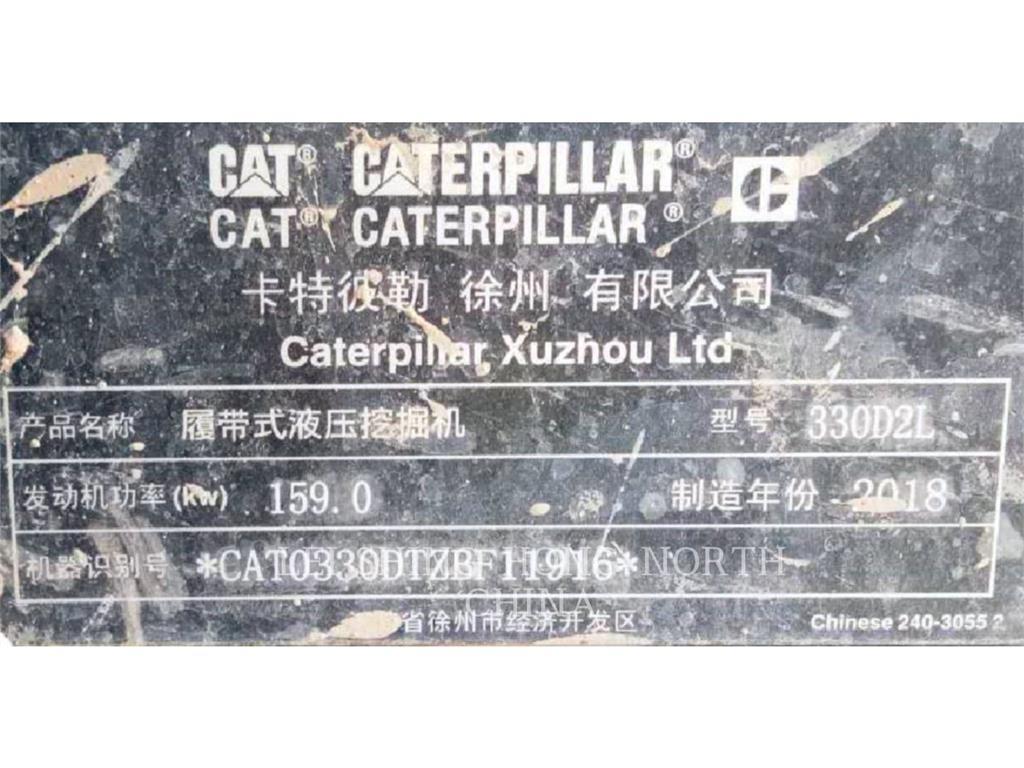 CAT® CATERPILLAR®
CAT® CATERPILLAR®
卡特彼勒 徐州 有限公司
Caterpillar Xuzhou Ltd
产品名称 履带式液压挖掘机 型号 330D2L
发动机功率(kw) 159.0 制造年份 2018
机器识别号 *CAT0330DTZBF11916*
NORTH
CHINA
省徐州市经济开发区 Chinese 240-3055 2